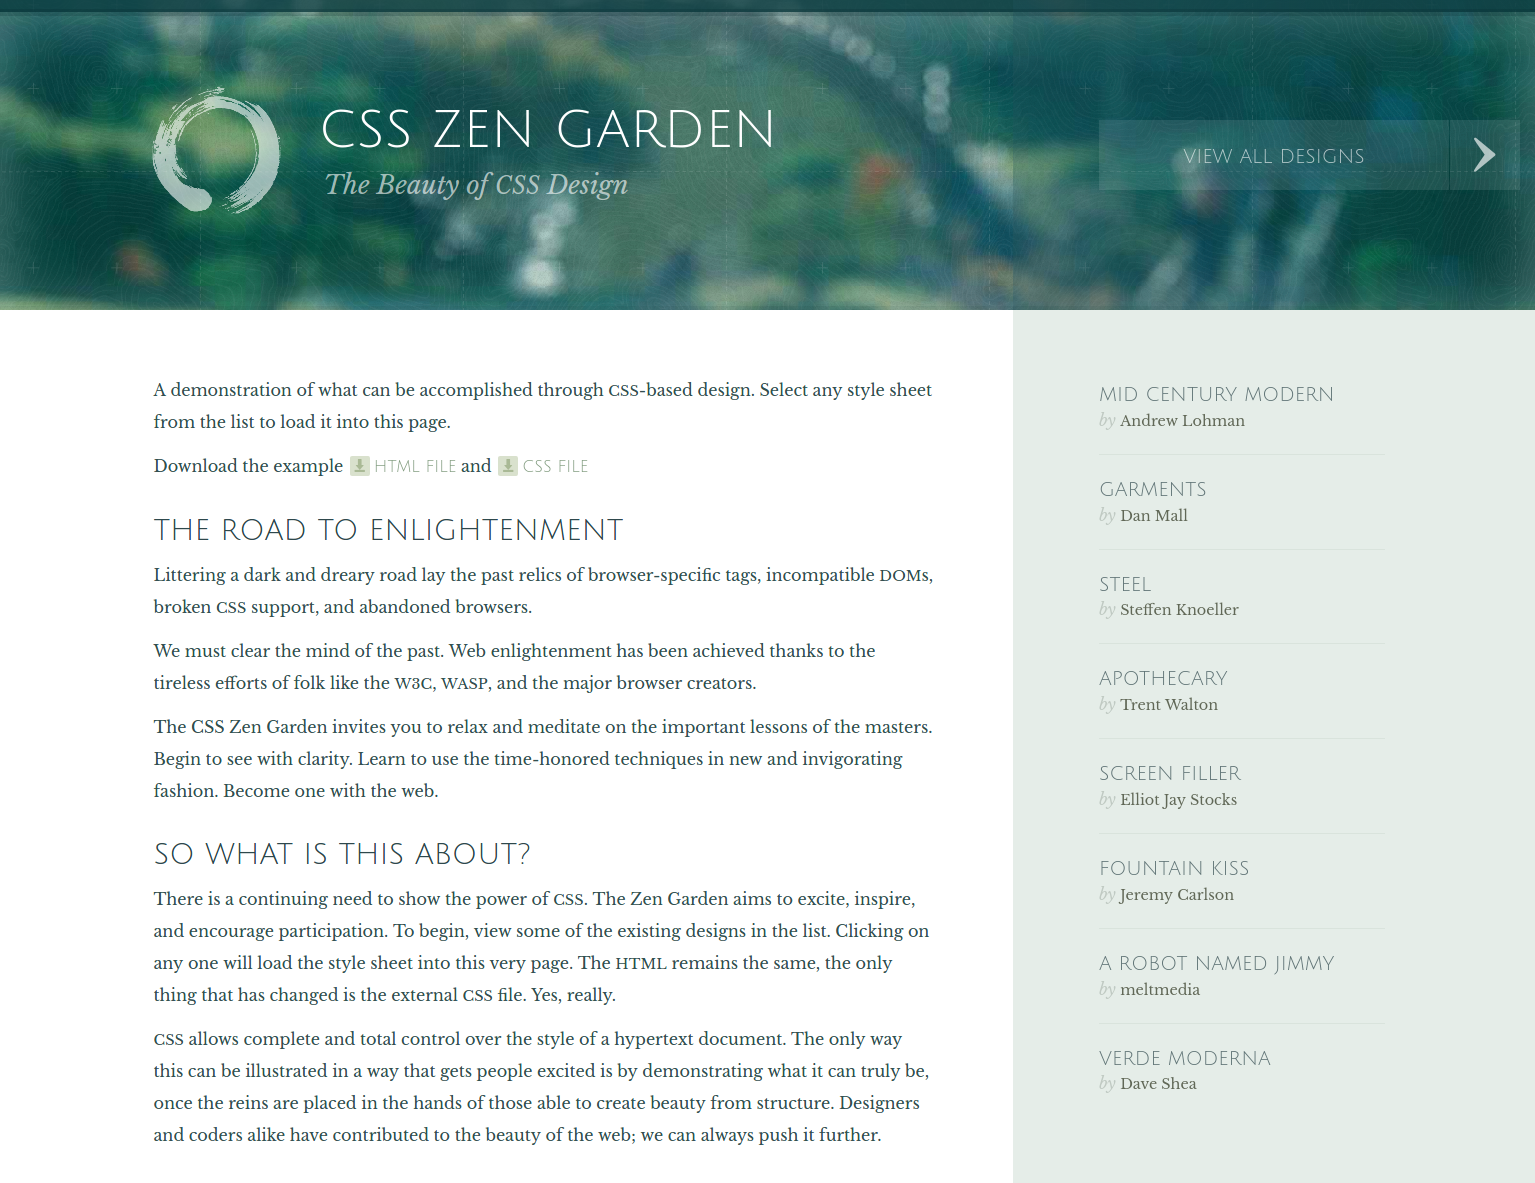 CSS ZEN GARDEN
The Beauty of CSS Design
VIEW ALL DESIGNS
A demonstration of what can be accomplished through CSS-based design. Select any style sheet
from the list to load it into this page.
Download the example HTML FILE and CSS FILE
THE ROAD TO ENLIGHTENMENT
Littering a dark and dreary road lay the past relics of browser-specific tags, incompatible DOMs,
broken CSS support, and abandoned browsers.
We must clear the mind of the past. Web enlightenment has been achieved thanks to the
tireless efforts of folk like the W3C, WASP, and the major browser creators.
The CSS Zen Garden invites you to relax and meditate on the important lessons of the masters.
Begin to see with clarity. Learn to use the time-honored techniques in new and invigorating
fashion. Become one with the web.
SO WHAT IS THIS ABOUT?
There is a continuing need to show the power of CSS. The Zen Garden aims to excite, inspire,
and encourage participation. To begin, view some of the existing designs in the list. Clicking on
any one will load the style sheet into this very page. The HTML remains the same, the only
thing that has changed is the external CSS file. Yes, really.
CSS allows complete and total control over the style of a hypertext document. The only way
this can be illustrated in a way that gets people excited is by demonstrating what it can truly be,
once the reins are placed in the hands of those able to create beauty from structure. Designers
and coders alike have contributed to the beauty of the web; we can always push it further.
MID CENTURY MODERN
by Andrew Lohman
GARMENTS
by Dan Mall
STEEL
by Steffen Knoeller
APOTHECARY
by Trent Walton
SCREEN FILLER
by Elliot Jay Stocks
FOUNTAIN KISS
by Jeremy Carlson
A ROBOT NAMED JIMMY
by meltmedia
VERDE MODERNA
by Dave Shea